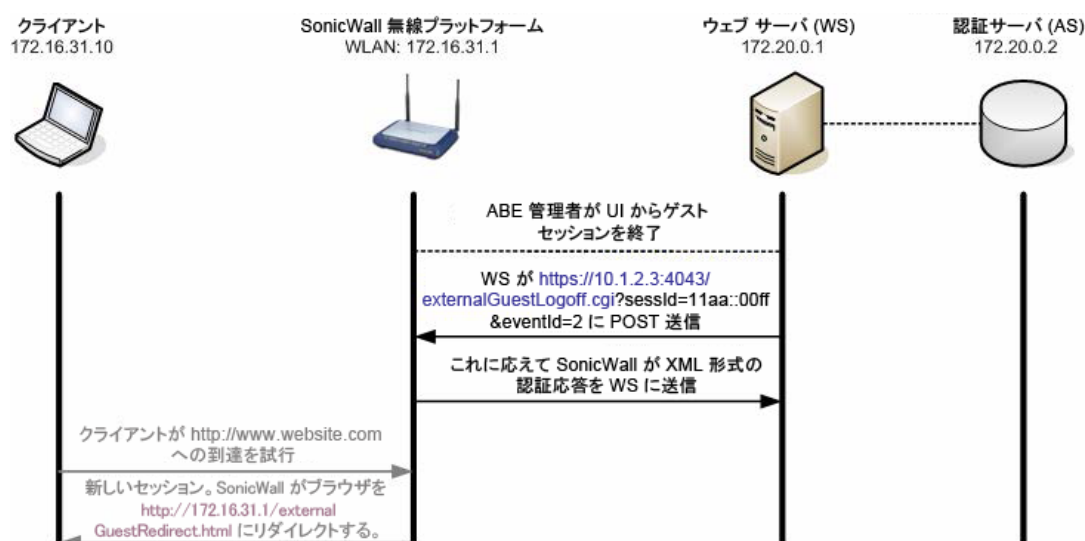 クライアント
172.16.31.10
SonicWall 無線プラットフォーム
WLAN: 172.16.31.1
ウェブ サーバ (WS)
172.20.0.1
認証サーバ (AS)
172.20.0.2
ABE 管理者が UI からゲスト
セッションを終了
WS が https://10.1.2.3:4043/
externalGuestLogoff.cgi?sessId=11aa::00ff
&eventId=2 に POST 送信
これに応えて SonicWall が XML 形式の
認証応答を WS に送信
クライアントが http://www.website.com
への到達を試行
新しいセッション。SonicWall がブラウザを
http://172.16.31.1/external
GuestRedirect.html にリダイレクトする。